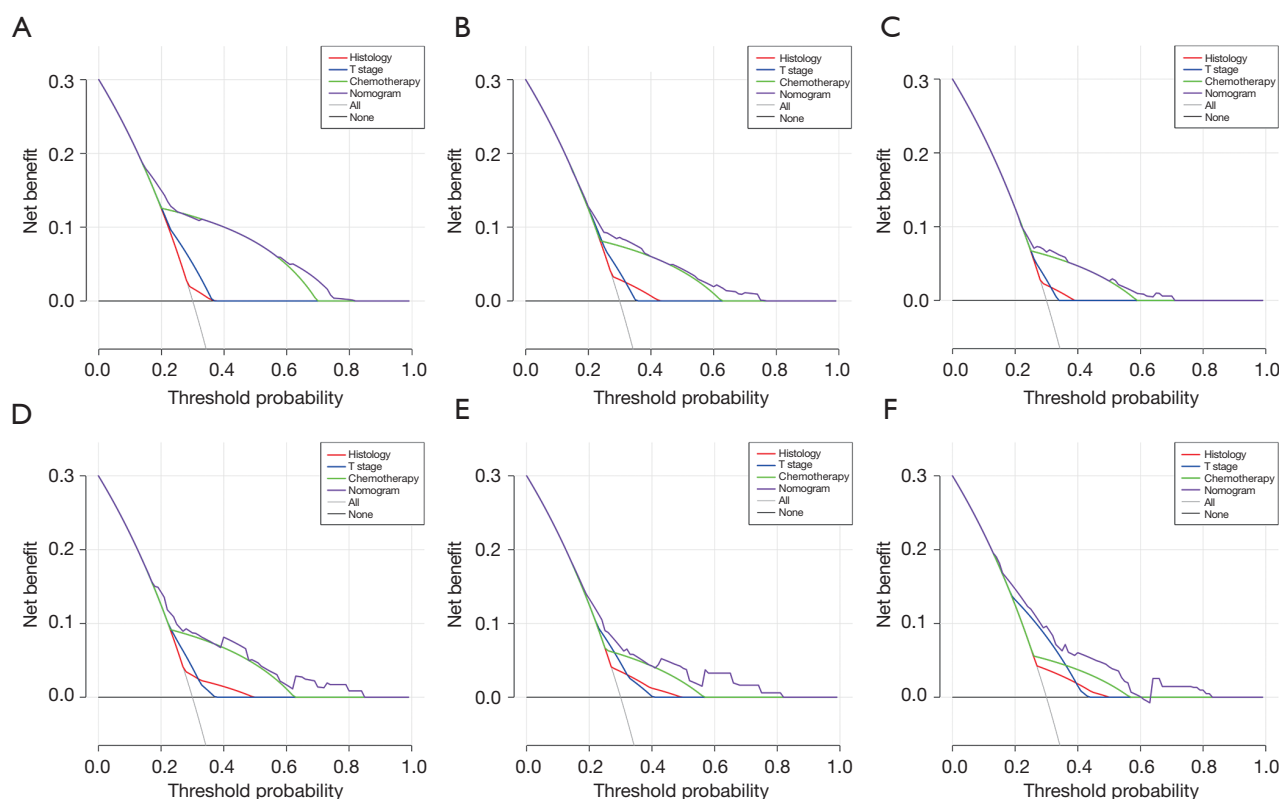 A
Net benefit
0.3
0.2
0.1
0.0
Histology
T stage
Chemotherapy
Nomogram
All
None
0.0 0.2 0.4 0.6 0.8 1.0
Threshold probability
B
Net benefit
0.3
0.2
0.1
0.0
Histology
T stage
Chemotherapy
Nomogram
All
None
0.0 0.2 0.4 0.6 0.8 1.0
Threshold probability
C
Net benefit
0.3
0.2
0.1
0.0
Histology
T stage
Chemotherapy
Nomogram
All
None
0.0 0.2 0.4 0.6 0.8 1.0
Threshold probability
D
Net benefit
0.3
0.2
0.1
0.0
Histology
T stage
Chemotherapy
Nomogram
All
None
0.0 0.2 0.4 0.6 0.8 1.0
Threshold probability
E
Net benefit
0.3
0.2
0.1
0.0
Histology
T stage
Chemotherapy
Nomogram
All
None
0.0 0.2 0.4 0.6 0.8 1.0
Threshold probability
F
Net benefit
0.3
0.2
0.1
0.0
Histology
T stage
Chemotherapy
Nomogram
All
None
0.0 0.2 0.4 0.6 0.8 1.0
Threshold probability